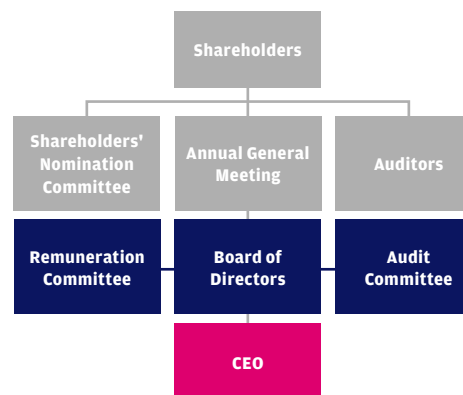 Shareholders
Shareholders'
Nomination
Committee
Annual General
Meeting
Auditors
Remuneration
Committee
Board of
Directors
Audit
Committee
CEO